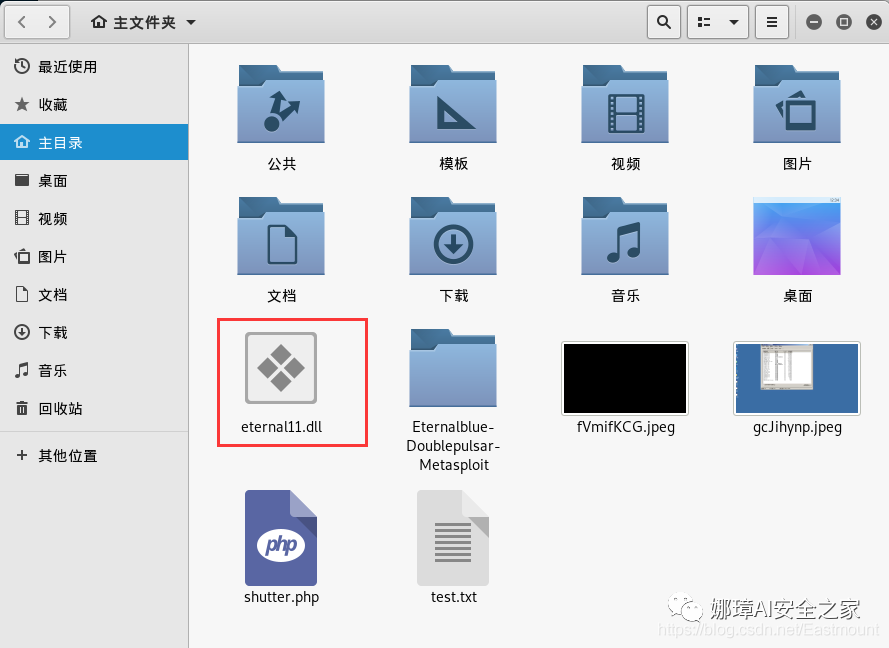 主文件夹
最近使用
收藏
主目录
桌面
视频
图片
文档
下载
音乐
回收站
+ 其他位置
公共
模板
视频
图片
文档
下载
音乐
桌面
eternal11.dll
Eternalblue-
Doublepulsar-
Metasploit
fVmifKCG.jpeg
gcJihynp.jpeg
php
shutter.php
test.txt
娜璋AI安全之家
https://blog.csdn.net/Eastmount